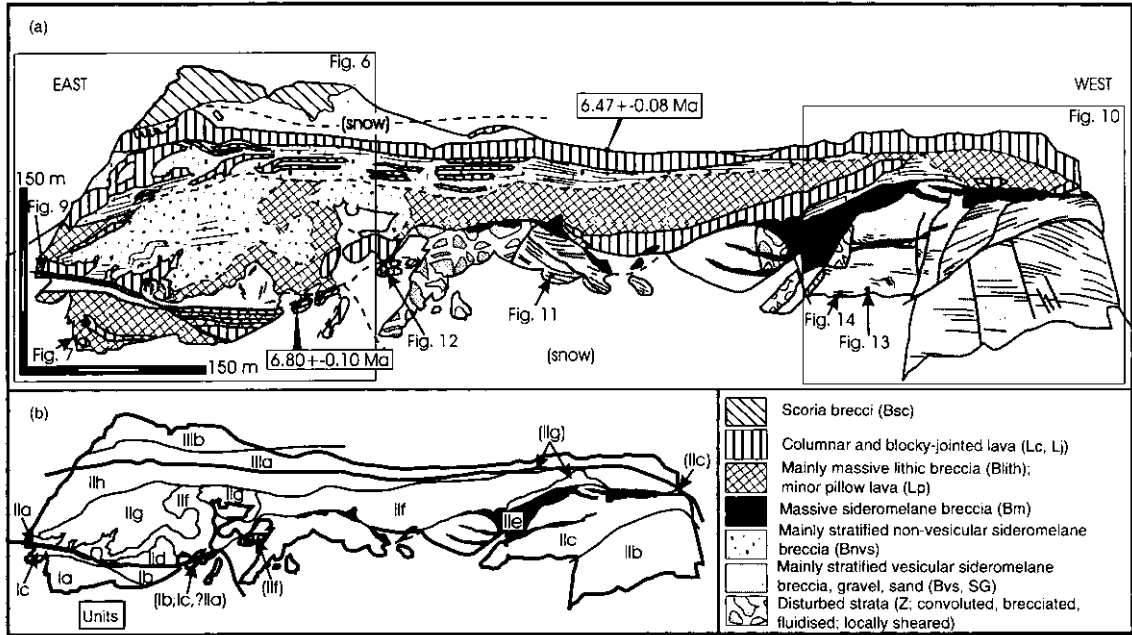 (a)
Fig. 6
EAST
WEST
6.47+-0.08 Ma
(snow)
Fig. 10
150 m
Fig. 9
Fig. 7
6.80+-0.10 Ma
150 m
Fig. 12
Fig. 11
(snow)
Fig. 14
Fig. 13
(b)
IIIb
IIIa
(IIg)
(IIc)
IIh
IIa
IIg
IIf
IIg
IIf
IIe
IIc
IIb
IId
Ic
Ia
Ib
(Ib;Ic,?IIa)
(IIf)
Units
Scoria brecci (Bsc)
Columnar and blocky-jointed lava (Lc, Lj)
Mainly massive lithic breccia (Blith);
minor pillow lava (Lp)
Massive sideromelane breccia (Bm)
Mainly stratified non-vesicular sideromelane
breccia (Bnvs)
Mainly stratified vesicular sideromelane
breccia, gravel, sand (Bvs, SG)
Disturbed strata (Z; convoluted, brecciated,
fluidised; locally sheared)